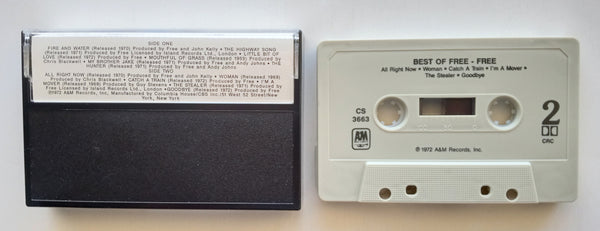 SIDE ONE
FIRE AND WATER (Released 1970) Produced by Free and John Kelly • THE HIGHWAY SONG
(Released 1971) Produced by Free Licensed by Island Records Ltd., London • LITTLE BIT OF
LOVE (Released 1972) Produced by Free • MOUTHFUL OF GRASS (Released 1969) Produced by
Chris Blackwell • MY BROTHER JAKE (Released 1971) Produced by Free and Andy Johns • THE
HUNTER (Released 1971) Produced by Free and Andy Johns.
SIDE TWO
ALL RIGHT NOW (Released 1970) Produced by Free and John Kelly • WOMAN (Released 1969)
Produced by Chris Blackwell • CATCH A TRAIN (Released 1972) Produced by Free • I'M A
MOVER (Released 1968) Produced by Guy Stevens • THE STEALER (Released 1971) Produced by
Free Licensed by Island Records Ltd., London • GOODBYE (Released 1972) Produced by Free
©1972 A&M Records, Inc. Manufactured by Columbia House/CBS Inc./51 West 52 Street/New
York, New York
BEST OF FREE - FREE
All Right Now • Woman • Catch A Train • I'm A Mover •
The Stealer • Goodbye
CS
3663
2
A&M
RECORDS
CRC
℗ 1972 A&M Records, Inc.